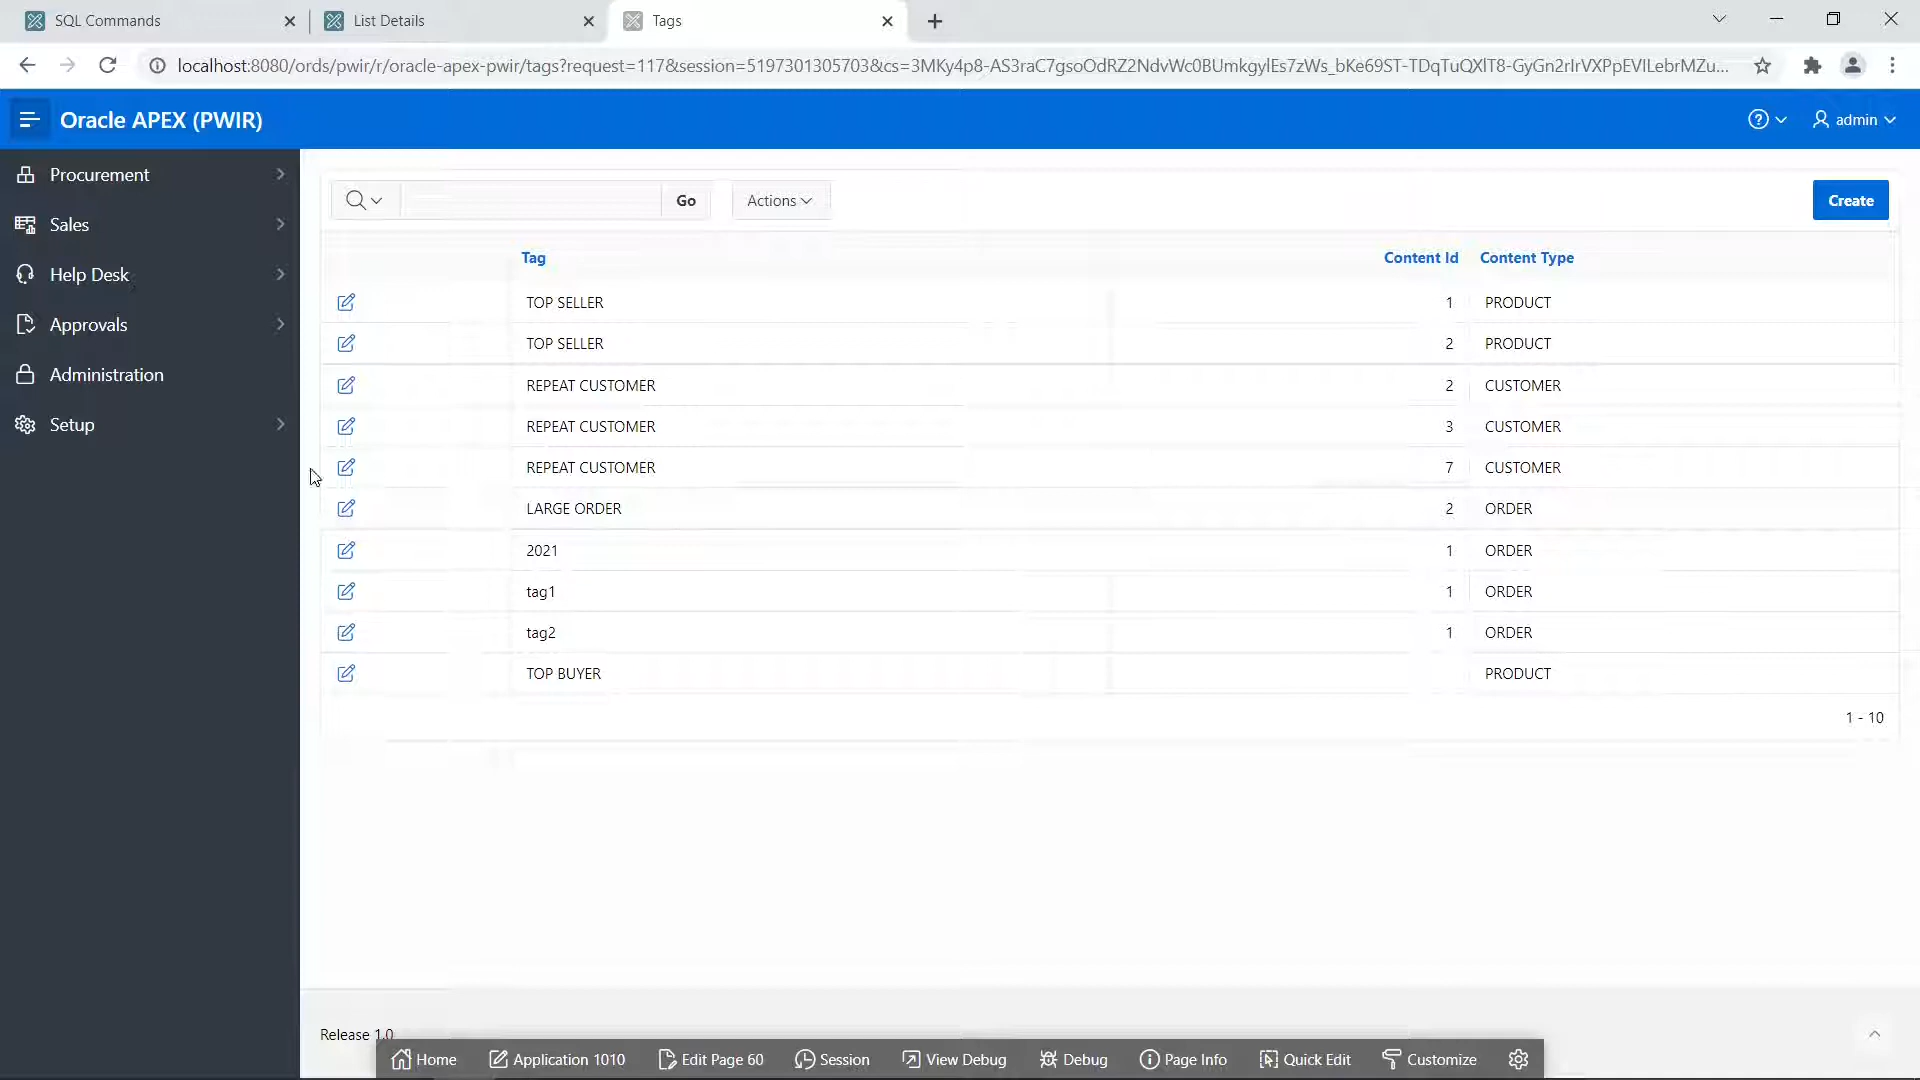 SQL Commands
List Details
Tags
localhost:8080/ords/pwir/r/oracle-apex-pwir/tags?request=117&session=5197301305703&cs=3MKy4p8-AS3raC7gsoOdRZ2NdvWc0BUmkgylEs7zWs_bKe69ST-TDqTuQXlT8-GyGn2rIrVXPpEVILebrMZu...
Oracle APEX (PWIR)
admin
Procurement
Sales
Help Desk
Approvals
Administration
Setup
Go
Actions
Create
Tag Content Id Content Type
TOP SELLER 1 PRODUCT
TOP SELLER 2 PRODUCT
REPEAT CUSTOMER 2 CUSTOMER
REPEAT CUSTOMER 3 CUSTOMER
REPEAT CUSTOMER 7 CUSTOMER
LARGE ORDER 2 ORDER
2021 1 ORDER
tag1 1 ORDER
tag2 1 ORDER
TOP BUYER PRODUCT
1 - 10
Release 1.0
Home Application 1010 Edit Page 60 Session View Debug Debug Page Info Quick Edit Customize